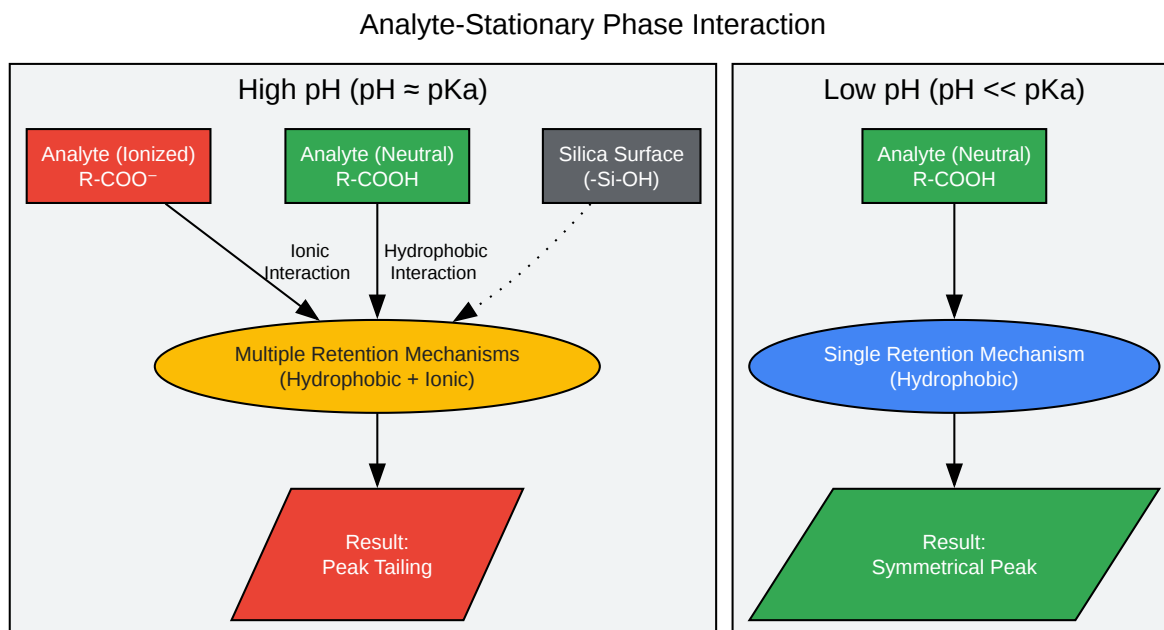 Analyte-Stationary Phase Interaction
High pH (pH ≈ pKa)
Analyte (Ionized)
R-COO⁻
Analyte (Neutral)
R-COOH
Silica Surface
(-Si-OH)
Ionic
Interaction
Hydrophobic
Interaction
Multiple Retention Mechanisms
(Hydrophobic + Ionic)
Result:
Peak Tailing
Low pH (pH << pKa)
Analyte (Neutral)
R-COOH
Single Retention Mechanism
(Hydrophobic)
Result:
Symmetrical Peak